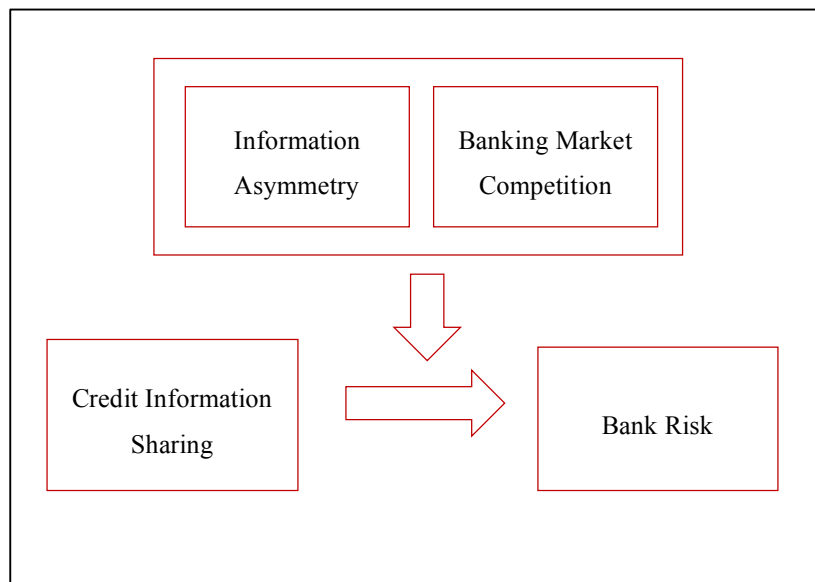 Information
Asymmetry
Banking Market
Competition
Credit Information
Sharing
Bank Risk